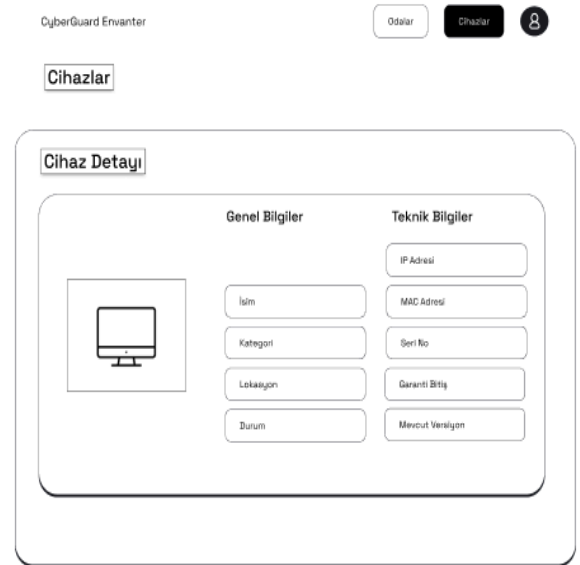 CyberGuard Envanter
Odalar
Cihazlar
Cihazlar
Cihaz Detayı
Genel Bilgiler
Teknik Bilgiler
IP Adresi
İsim
MAC Adresi
Kategori
Seri No
Lokasyon
Garanti Bitiş
Durum
Mevcut Versiyon